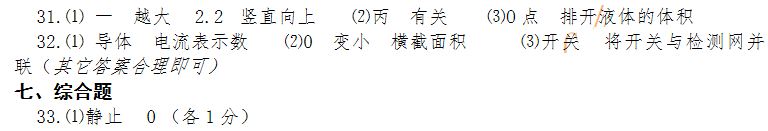 31.⑴ 一 越大 2.2 竖直向上 ⑵丙 有关 ⑶O点 排开液体的体积
32.⑴ 导体 电流表示数 ⑵0 变小 横截面积 ⑶开关 将开关与检测网并
联（其它答案合理即可）
七、综合题
33.⑴静止 0（各1分）